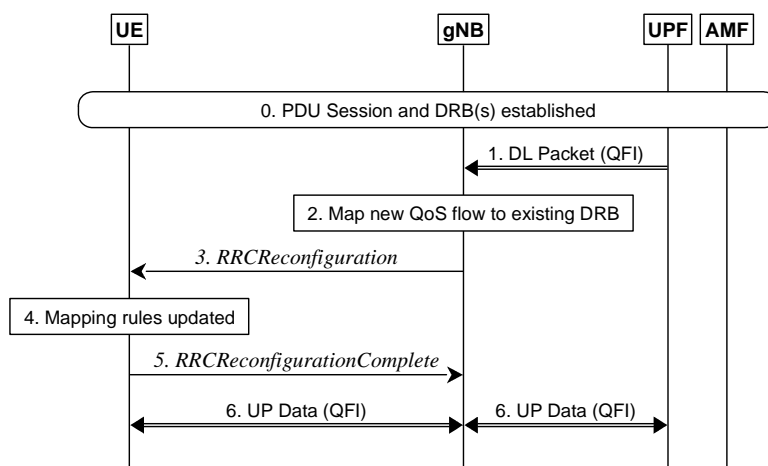 UE gNB UPF AMF
0. PDU Session and DRB(s) established
1. DL Packet (QFI)
2. Map new QoS flow to existing DRB
3. RRCReconfiguration
4. Mapping rules updated
5. RRCReconfigurationComplete
6. UP Data (QFI) 6. UP Data (QFI)